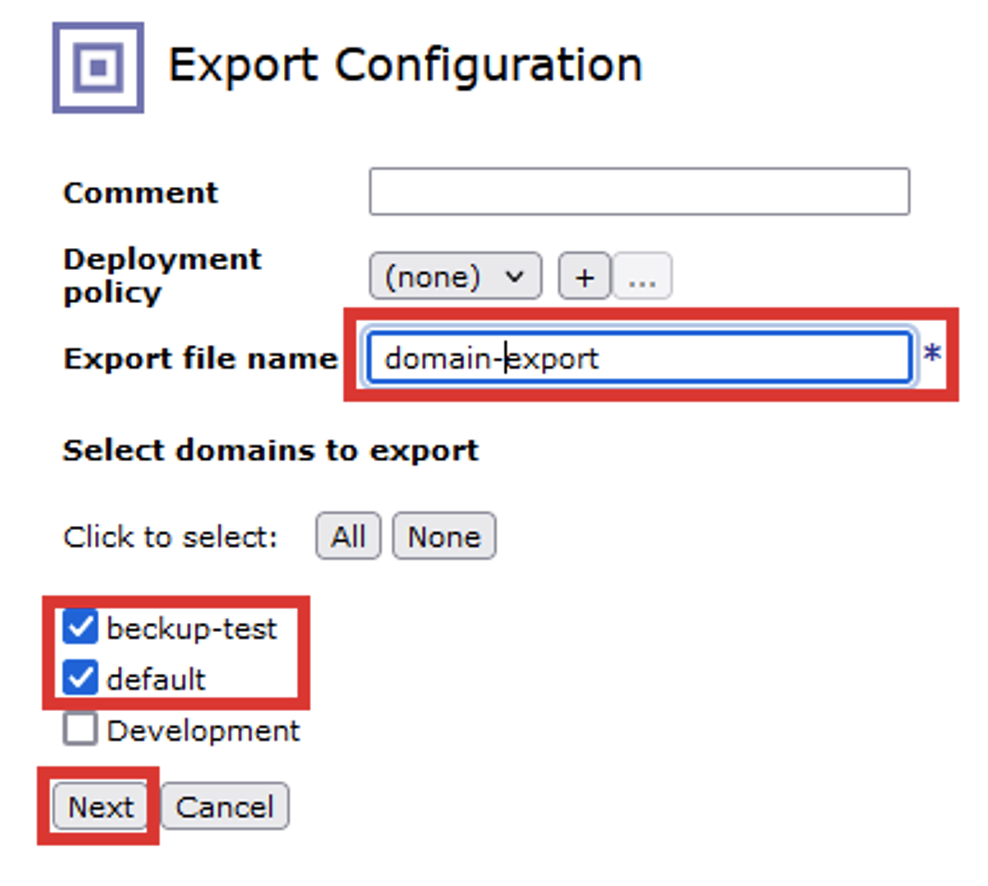 Export Configuration
Comment
Deployment policy
(none) + ...
Export file name domain-export *
Select domains to export
Click to select: All None
beckup-test
default
Development
Next Cancel